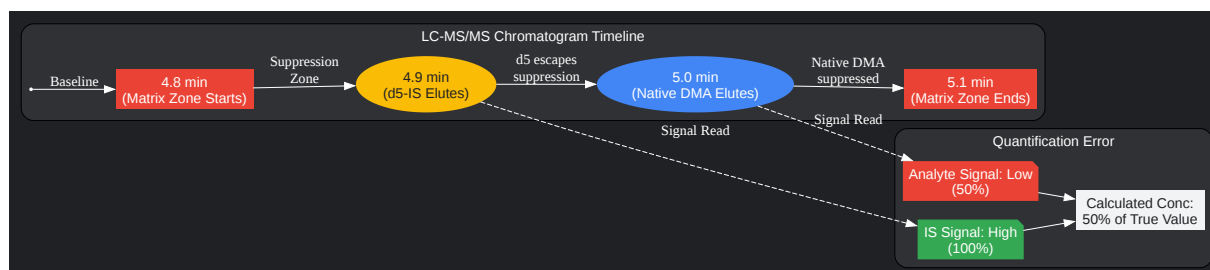 LC-MS/MS Chromatogram Timeline
Baseline
4.8 min
(Matrix Zone Starts)
Suppression
Zone
4.9 min
(d5-IS Elutes)
d5 escapes
suppression
5.0 min
(Native DMA Elutes)
Native DMA
suppressed
5.1 min
(Matrix Zone Ends)
Signal Read
Signal Read
Quantification Error
Analyte Signal: Low
(50%)
IS Signal: High
(100%)
Calculated Conc:
50% of True Value